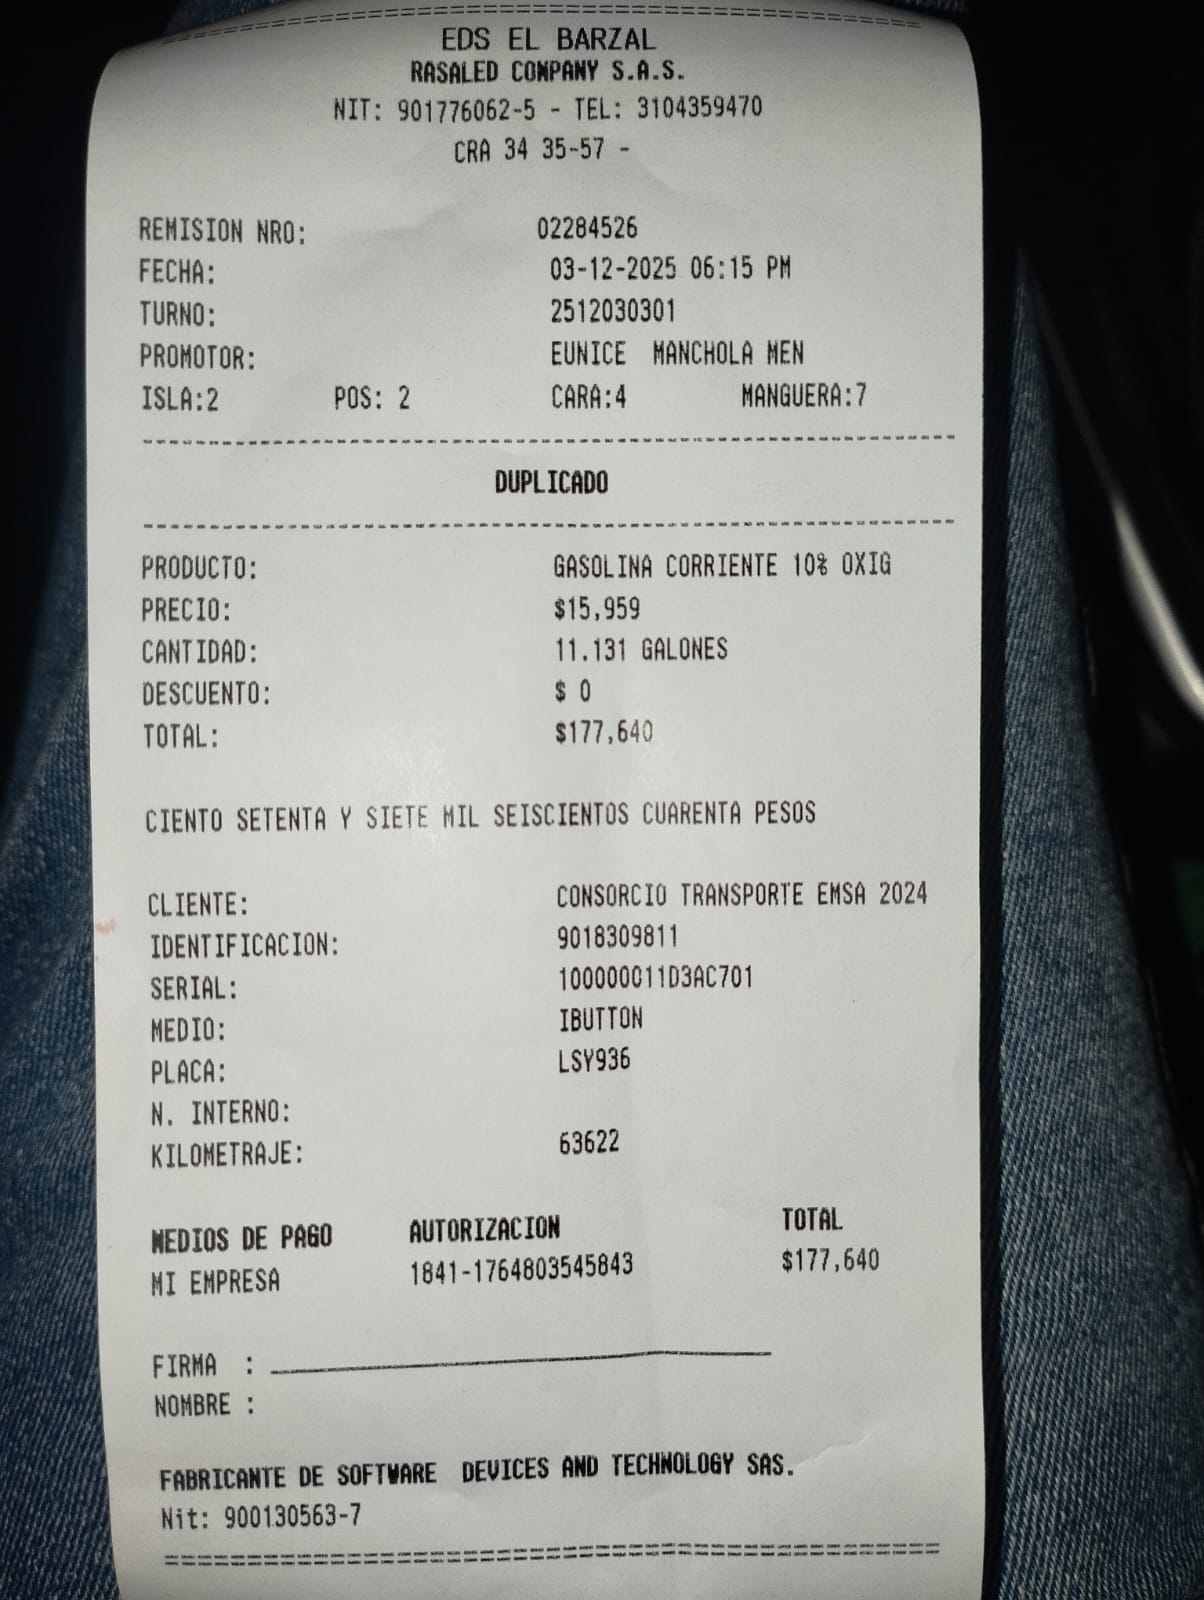 EDS EL BARZAL
RASALED COMPANY S.A.S.
NIT: 901776062-5 - TEL: 3104359470
CRA 34 35-57 -
REMISION NRO: 02284526
FECHA: 03-12-2025 06:15 PM
TURNO: 2512030301
PROMOTOR: EUNICE MANCHOLA MEN
ISLA:2 POS: 2 CARA:4 MANGUERA:7
DUPLICADO
PRODUCTO: GASOLINA CORRIENTE 10% OXIG
PRECIO: $15,959
CANTIDAD: 11.131 GALONES
DESCUENTO: $ 0
TOTAL: $177,640
CIENTO SETENTA Y SIETE MIL SEISCIENTOS CUARENTA PESOS
CLIENTE: CONSORCIO TRANSPORTE EMSA 2024
IDENTIFICACION: 9018309811
SERIAL: 100000011D3AC701
MEDIO: IBUTTON
PLACA: LSY936
N. INTERNO:
KILOMETRAJE: 63622
MEDIOS DE PAGO AUTORIZACION TOTAL
MI EMPRESA 1841-1764803545843 $177,640
FIRMA :
NOMBRE :
FABRICANTE DE SOFTWARE DEVICES AND TECHNOLOGY SAS.
Nit: 900130563-7